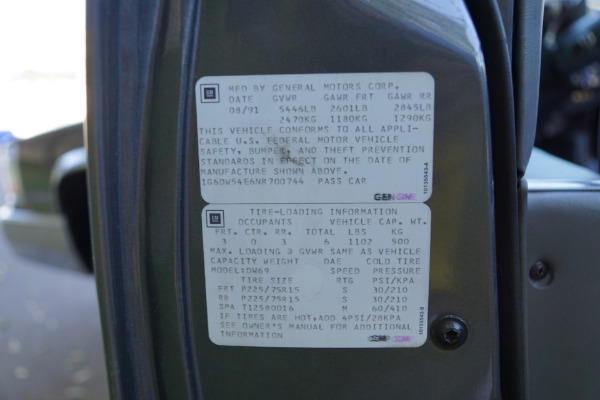 GM
MFD BY GENERAL MOTORS CORP.
DATE GVWR GAWR FRT GAWR RR
08/91 5446LB 2601LB 2845LB
2470KG 1180KG 1290KG
THIS VEHICLE CONFORMS TO ALL APPLI-
CABLE U.S. FEDERAL MOTOR VEHICLE
SAFETY, BUMPER, AND THEFT PREVENTION
STANDARDS IN EFFECT ON THE DATE OF
MANUFACTURE SHOWN ABOVE.
1G6DW54E6NR700744 PASS CAR
GM
TIRE-LOADING INFORMATION
OCCUPANTS VEHICLE CAP. WT.
FRT. CTR. RR. TOTAL LBS KG
3 0 3 6 1102 500
MAX. LOADING @ GVWR SAME AS VEHICLE
CAPACITY WEIGHT DAE COLD TIRE
MODEL:DW69 SPEED PRESSURE
TIRE SIZE RTG PSI/KPA
FRT P225/75R15 S 30/210
RR P225/75R15 S 30/210
SPA T12580D16 M 60/410
IF TIRES ARE HOT,ADD 4PSI/28KPA
SEE OWNER'S MANUAL FOR ADDITIONAL
INFORMATION